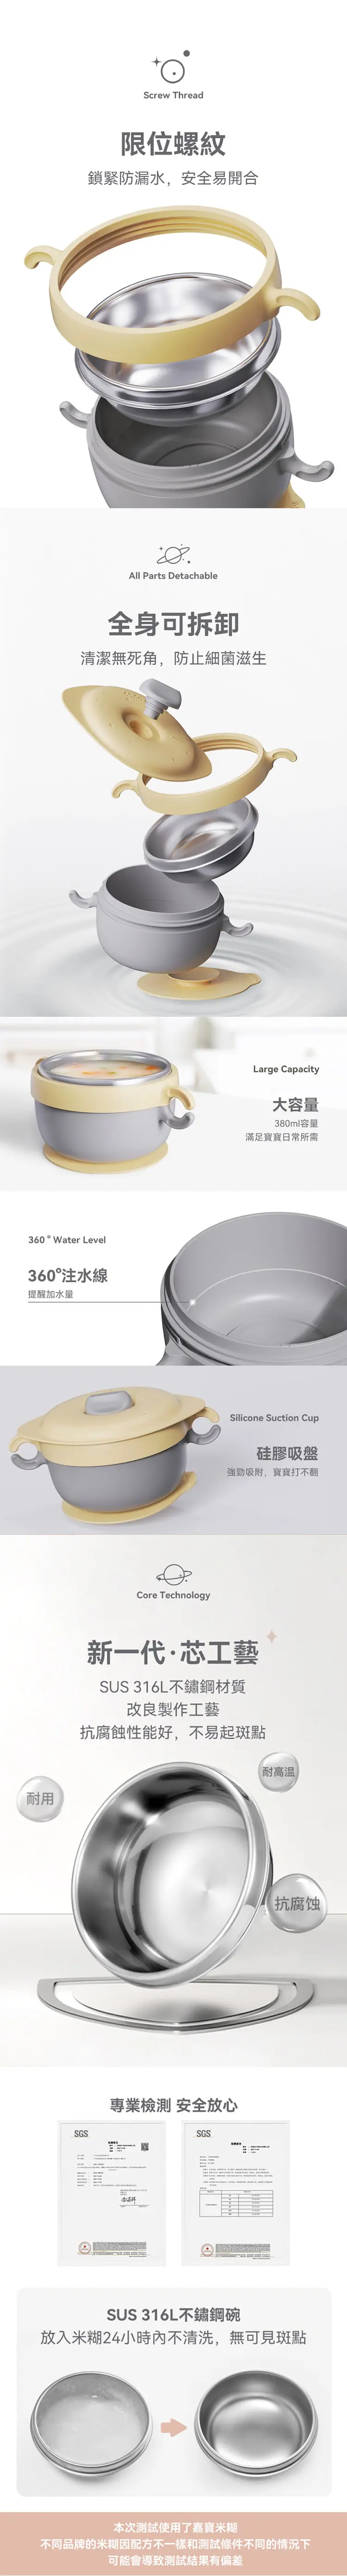 Screw Thread
限位螺紋
鎖緊防漏水，安全易開合
All Parts Detachable
全身可拆卸
清潔無死角，防止細菌滋生
Large Capacity
大容量
380ml容量
滿足寶寶日常所需
360 ° Water Level
360°注水線
提醒加水量
Silicone Suction Cup
硅膠吸盤
強勁吸附，寶寶打不翻
Core Technology
新一代·芯工藝
SUS 316L不鏽鋼材質
改良製作工藝
抗腐蝕性能好，不易起斑點
耐高溫
耐用
抗腐蝕
專業檢測 安全放心
SGS
SGS
SUS 316L不鏽鋼碗
放入米糊24小時內不清洗，無可見斑點
本次測試使用了嘉寶米糊
不同品牌的米糊因配方不一樣和測試條件不同的情況下
可能會導致測試結果有偏差